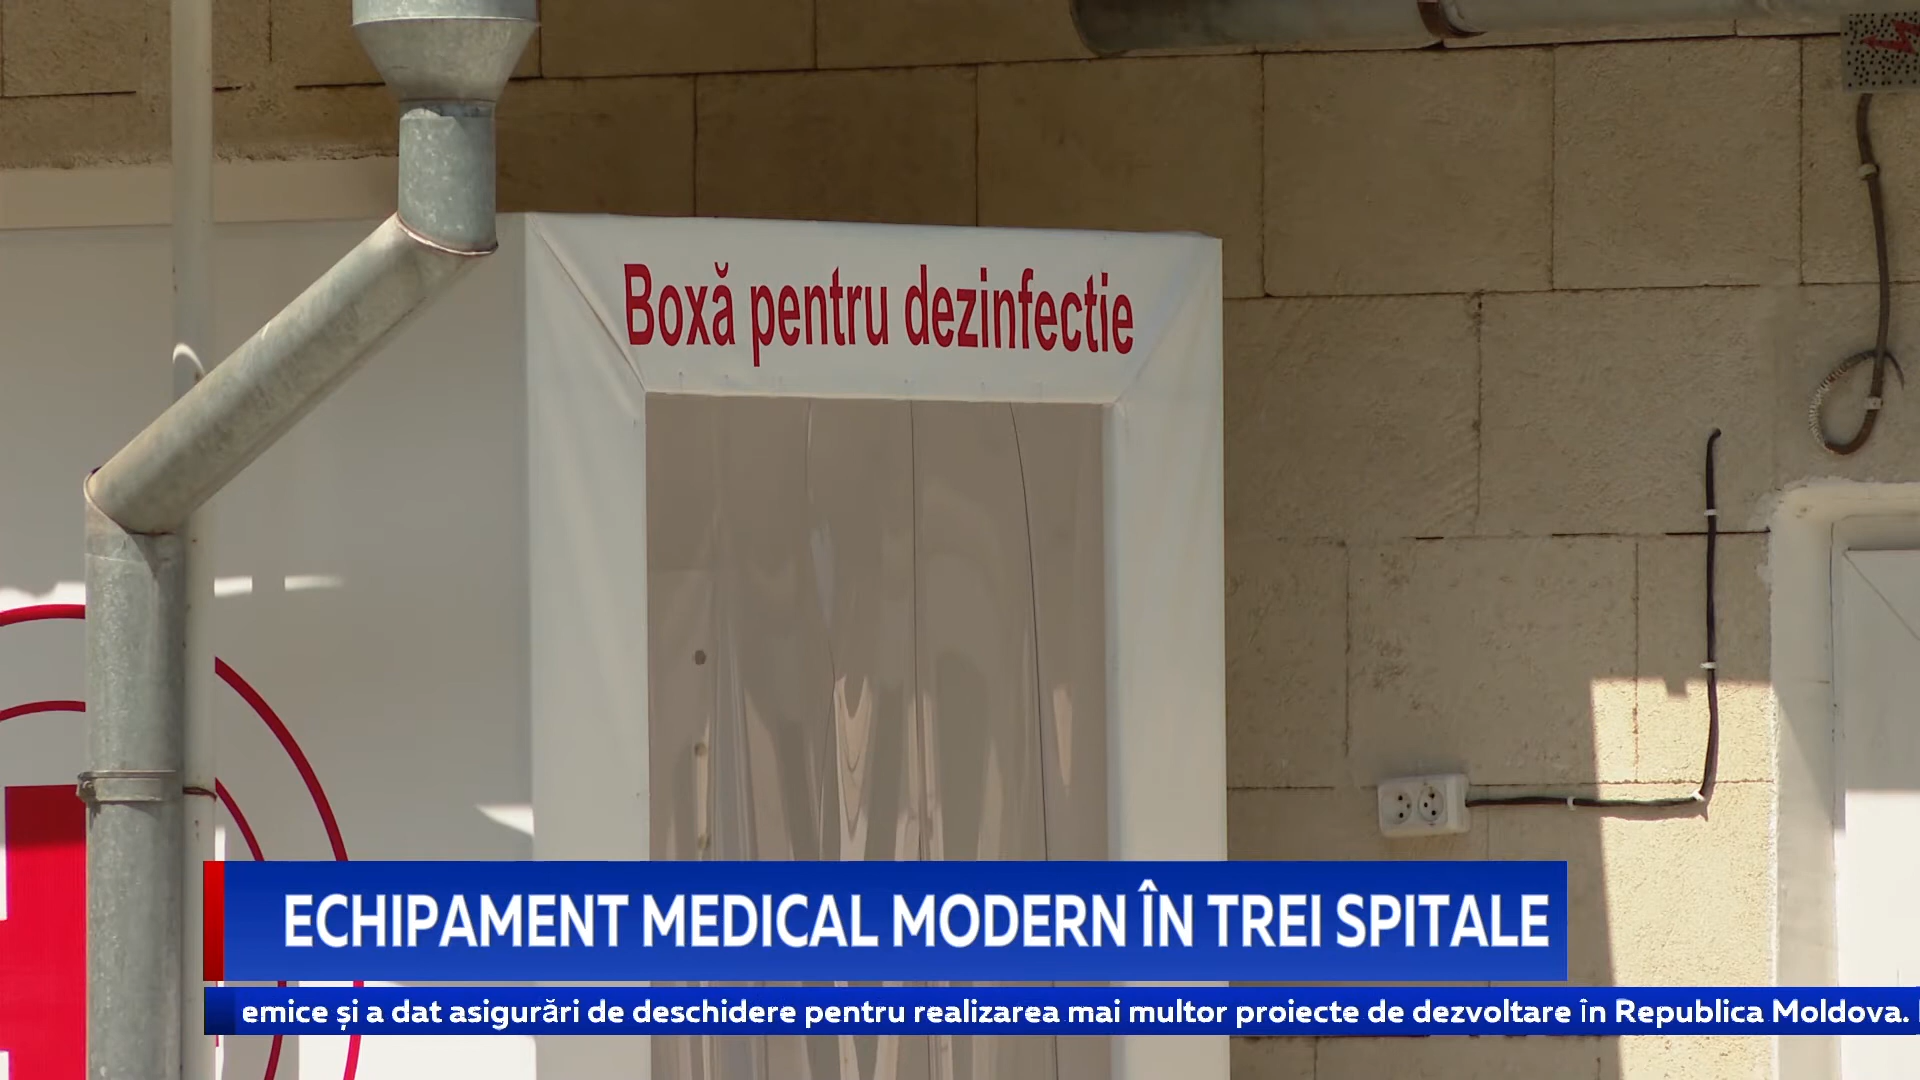 Boxă pentru dezinfectie
ECHIPAMENT MEDICAL MODERN ÎN TREI SPITALE
emice și a dat asigurări de deschidere pentru realizarea mai multor proiecte de dezvoltare în Republica Moldova.